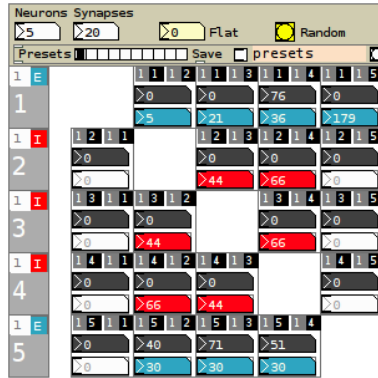 Neurons Synapses
5 20 0 Flat Random
Presets Save presets
1 E 1 1 1 2 1 1 1 3 1 1 1 4 1 1 1 5
1 0 0 76 0
5 21 36 179
1 I 1 2 1 1 1 2 1 3 1 2 1 4 1 2 1 5
2 0 0 0 0
0 44 66 0
1 I 1 3 1 1 1 3 1 2 1 3 1 4 1 3 1 5
3 0 0 0 0
0 44 66 0
1 I 1 4 1 1 1 4 1 2 1 4 1 3 1 4 1 5
4 0 0 0 0
0 66 44 0
1 E 1 5 1 1 1 5 1 2 1 5 1 3 1 5 1 4
5 0 40 71 51
0 30 30 30